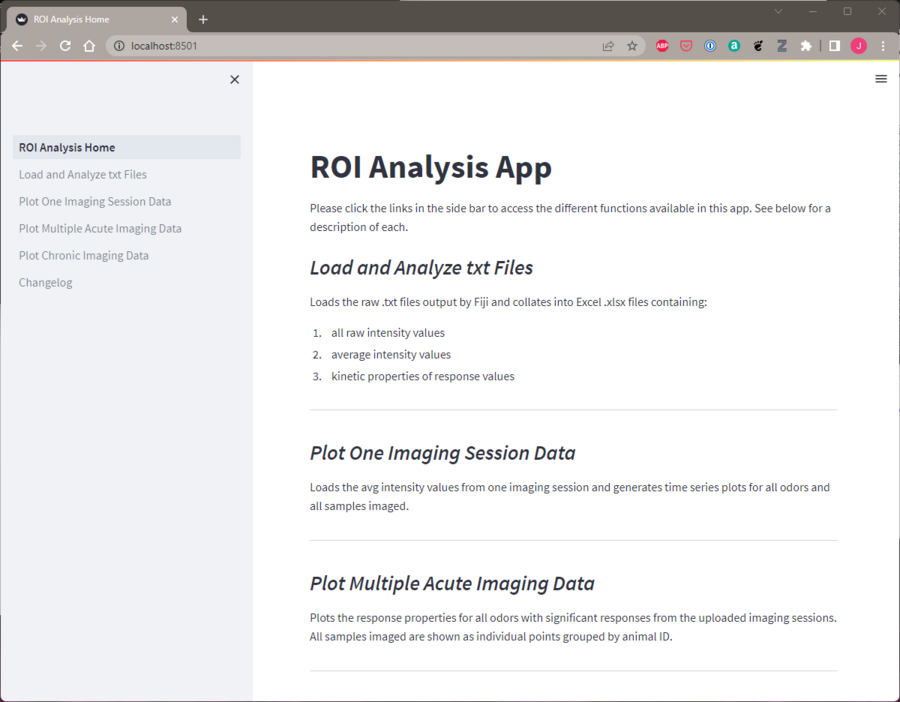 ROI Analysis Home
localhost:8501
ABP
a
Z
J
ROI Analysis Home
Load and Analyze txt Files
Plot One Imaging Session Data
Plot Multiple Acute Imaging Data
Plot Chronic Imaging Data
Changelog
ROI Analysis App
Please click the links in the side bar to access the different functions available in this app. See below for a
description of each.
Load and Analyze txt Files
Loads the raw .txt files output by Fiji and collates into Excel .xlsx files containing:
1. all raw intensity values
2. average intensity values
3. kinetic properties of response values
Plot One Imaging Session Data
Loads the avg intensity values from one imaging session and generates time series plots for all odors and
all samples imaged.
Plot Multiple Acute Imaging Data
Plots the response properties for all odors with significant responses from the uploaded imaging sessions.
All samples imaged are shown as individual points grouped by animal ID.